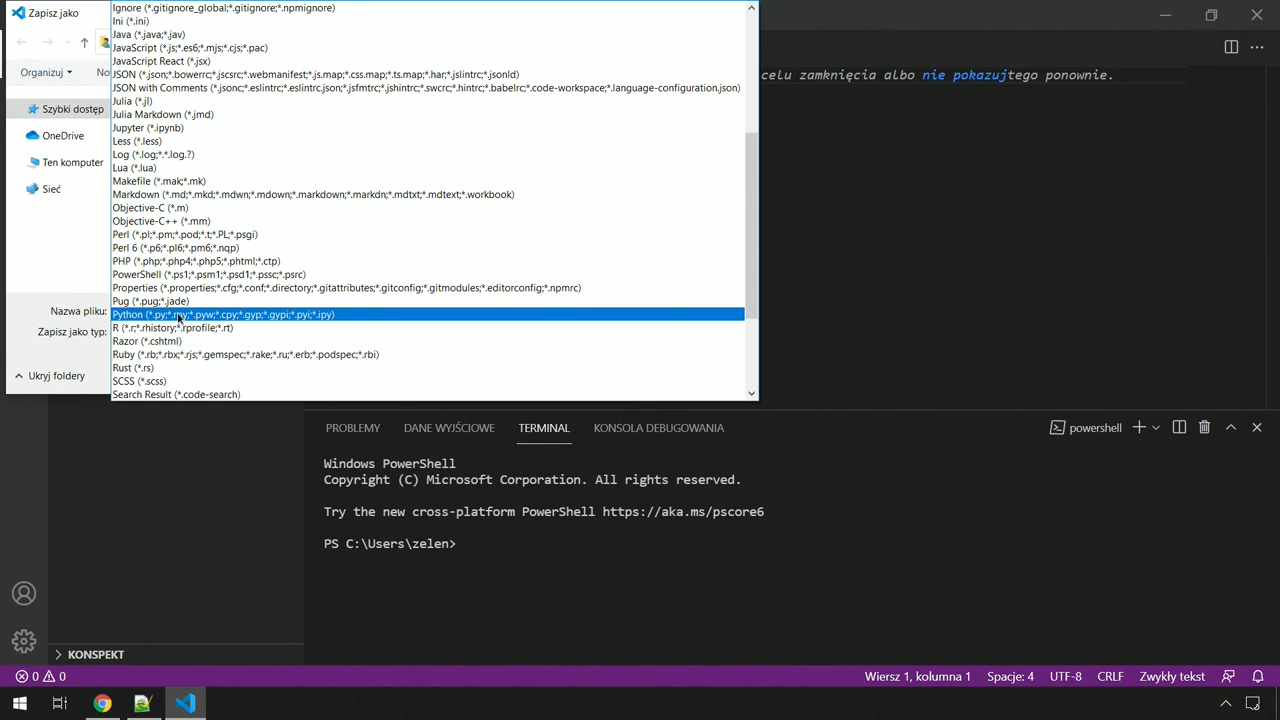 Zapisz jako
Organizuj
No
Szybki dostęp
OneDrive
Ten komputer
Sieć
Nazwa pliku:
Zapisz jako typ:
Ukryj foldery
Ignore (*.gitignore_global;*.gitignore;*.npmignore)
Ini (*.ini)
Java (*.java;*.jav)
JavaScript (*.js;*.es6;*.mjs;*.cjs;*.pac)
JavaScript React (*.jsx)
JSON (*.json;*.bowerrc;*.jscsrc;*.webmanifest;*.js.map;*.css.map;*.ts.map;*.har;*.jslintrc;*.jsonld)
JSON with Comments (*.jsonc;*.eslintrc;*.eslintrc.json;*.jsfmtrc;*.jshintrc;*.swcrc;*.hintrc;*.babelrc;*.code-workspace;*.language-configuration.json)
Julia (*.jl)
Julia Markdown (*.jmd)
Jupyter (*.ipynb)
Less (*.less)
Log (*.log;*.*.log.?)
Lua (*.lua)
Makefile (*.mak;*.mk)
Markdown (*.md;*.mkd;*.mdwn;*.mdown;*.markdown;*.markdn;*.mdtxt;*.mdtext;*.workbook)
Objective-C (*.m)
Objective-C++ (*.mm)
Perl (*.pl;*.pm;*.pod;*.t;*.PL;*.psgi)
Perl 6 (*.p6;*.pl6;*.pm6;*.nqp)
PHP (*.php;*.php4;*.php5;*.phtml;*.ctp)
PowerShell (*.ps1;*.psm1;*.psd1;*.pssc;*.psrc)
Properties (*.properties;*.cfg;*.conf;*.directory;*.gitattributes;*.gitconfig;*.gitmodules;*.editorconfig;*.npmrc)
Pug (*.pug;*.jade)
Python (*.py;*.rpy;*.pyw;*.cpy;*.gyp;*.gypi;*.pyi;*.ipy)
R (*.r;*.rhistory;*.rprofile;*.rt)
Razor (*.cshtml)
Ruby (*.rb;*.rbx;*.rjs;*.gemspec;*.rake;*.ru;*.erb;*.podspec;*.rbi)
Rust (*.rs)
SCSS (*.scss)
Search Result (*.code-search)
celu zamknięcia albo nie pokazujtego ponownie.
PROBLEMY DANE WYJŚCIOWE TERMINAL KONSOLA DEBUGOWANIA powershell
Windows PowerShell
Copyright (C) Microsoft Corporation. All rights reserved.
Try the new cross-platform PowerShell https://aka.ms/pscore6
PS C:\Users\zelen>
KONSPEKT
0 0 Wiersz 1, kolumna 1 Spacje: 4 UTF-8 CRLF Zwykły tekst